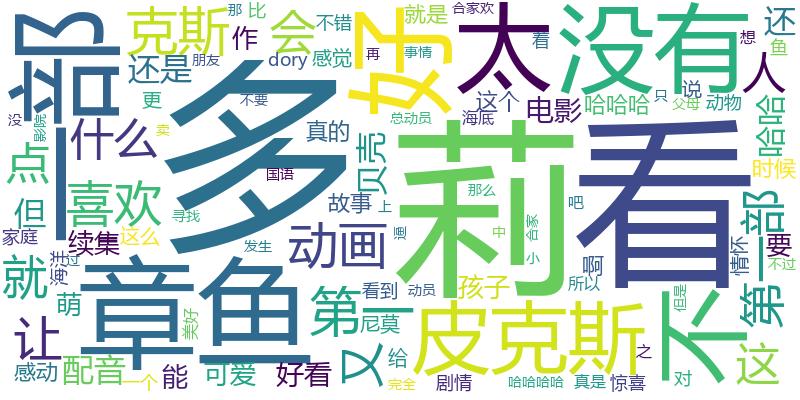 一部
克斯
会
作
那
比
不错
dory
感觉
还是
朋友
更
不要
好
就是
再
事情
合家欢
看
这个
太
没有
想
还
鱼
人
说
电影
哈哈哈
只
父母
动物
哈哈
没
影院
什么
卖
多
真的
总动员
海底
贝壳
国语
莉
看
点
喜欢
但
寻找
故事
上
那么
吧
时候
第一部
要
家庭
续集
这么
动画
发生
逼
中
合家
小
啊
情怀
不过
就
海洋
过
章鱼
萌
美好
第一
看到
动员
孩子
所以
不
但是
尼莫
皮克斯
让
又
给
之
这
感动
配音
一个
能
可爱
好看
完全
剧情
哈哈哈哈
真是
惊喜
对